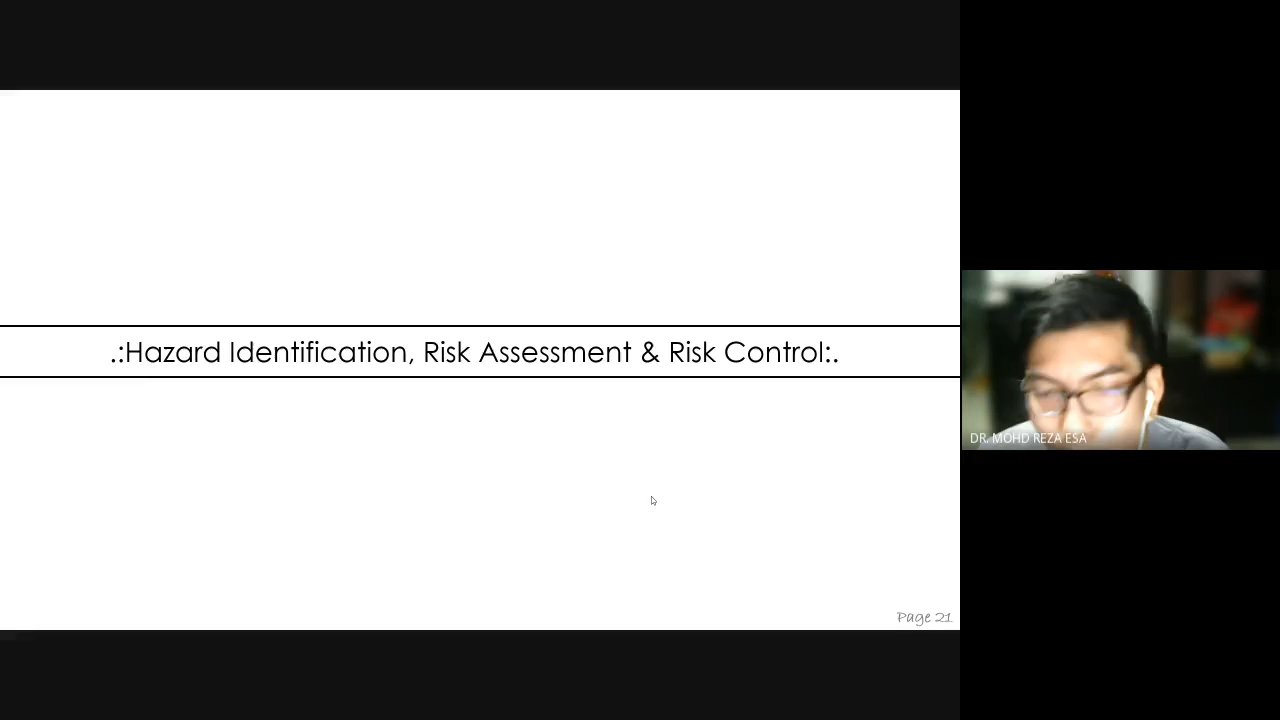 .:Hazard Identification, Risk Assessment & Risk Control:.
DR. MOHD REZA ESA
Page 21